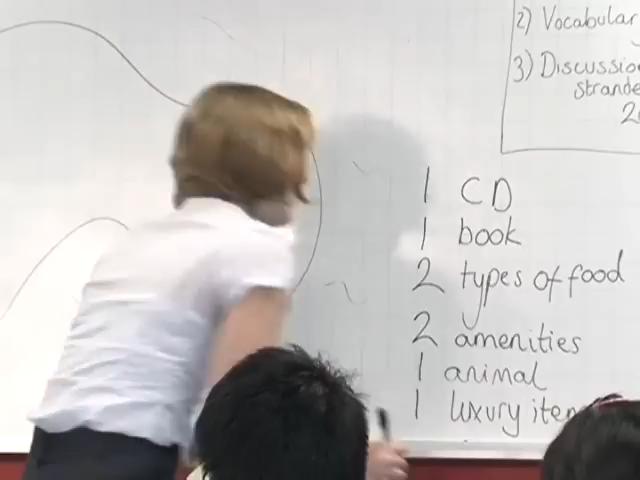 2) Vocabular
3) Discussio
strande
1 CD
1 book
2 types of food
2 amenities
1 animal
1 luxury item